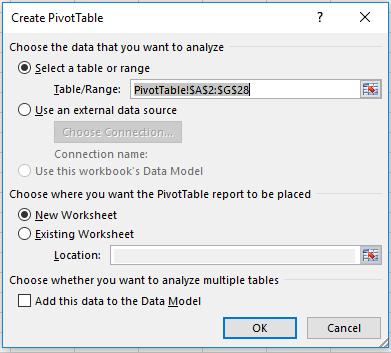 Create PivotTable
Choose the data that you want to analyze
Select a table or range
Table/Range: PivotTable!$A$2:$G$28
Use an external data source
Choose Connection...
Connection name:
Use this workbook's Data Model
Choose where you want the PivotTable report to be placed
New Worksheet
Existing Worksheet
Location:
Choose whether you want to analyze multiple tables
Add this data to the Data Model
OK Cancel